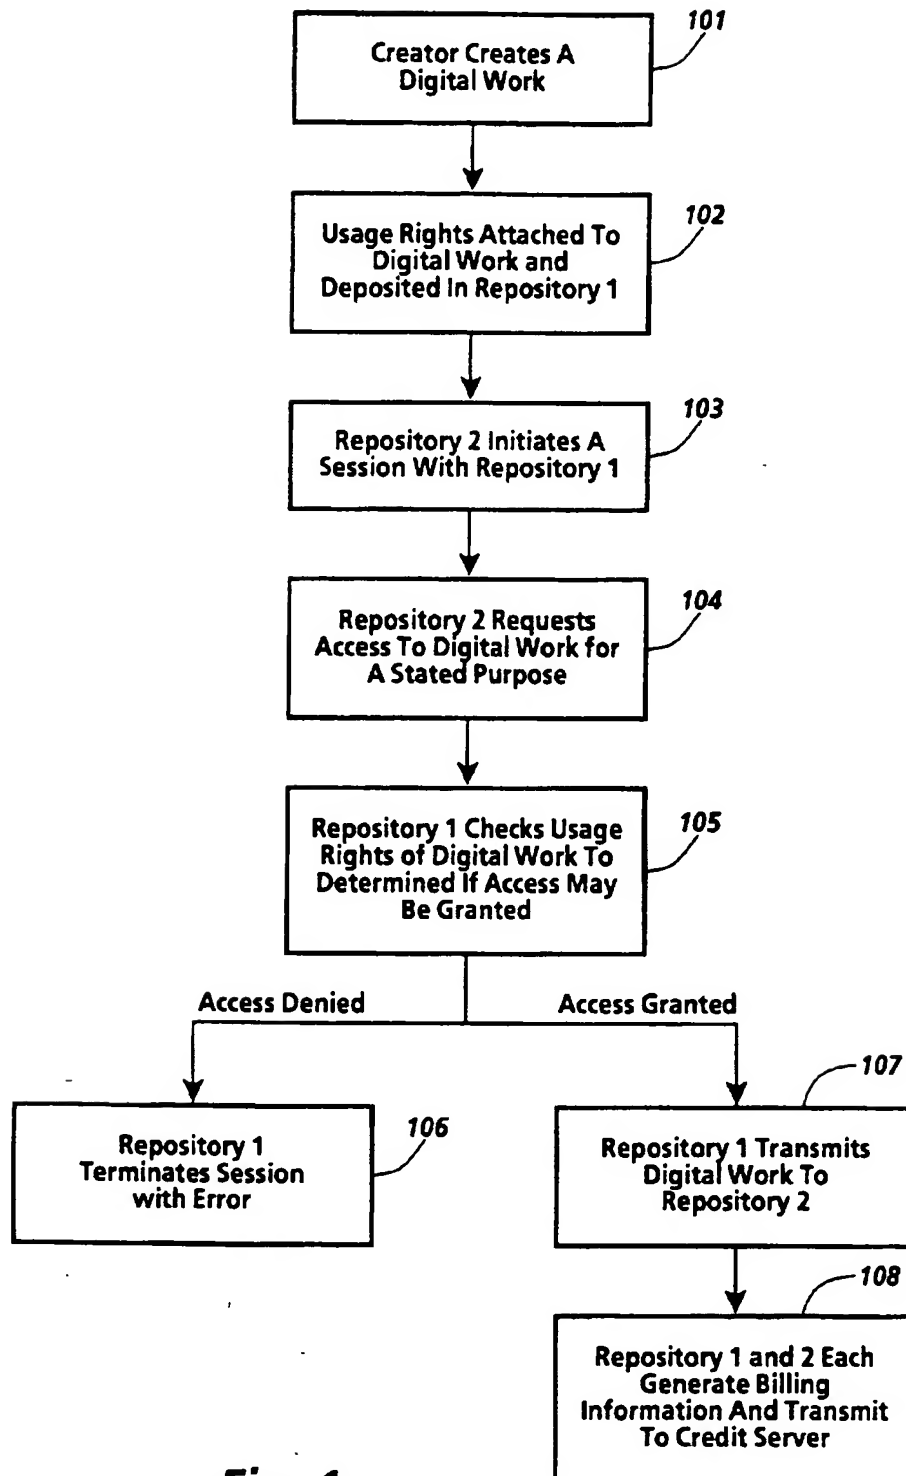 101
Creator Creates A
Digital Work
102
Usage Rights Attached To
Digital Work and
Deposited In Repository 1
103
Repository 2 Initiates A
Session With Repository 1
104
Repository 2 Requests
Access To Digital Work for
A Stated Purpose
105
Repository 1 Checks Usage
Rights of Digital Work To
Determined If Access May
Be Granted
Access Denied
Access Granted
106
Repository 1
Terminates Session
with Error
107
Repository 1 Transmits
Digital Work To
Repository 2
108
Repository 1 and 2 Each
Generate Billing
Information And Transmit
To Credit Server